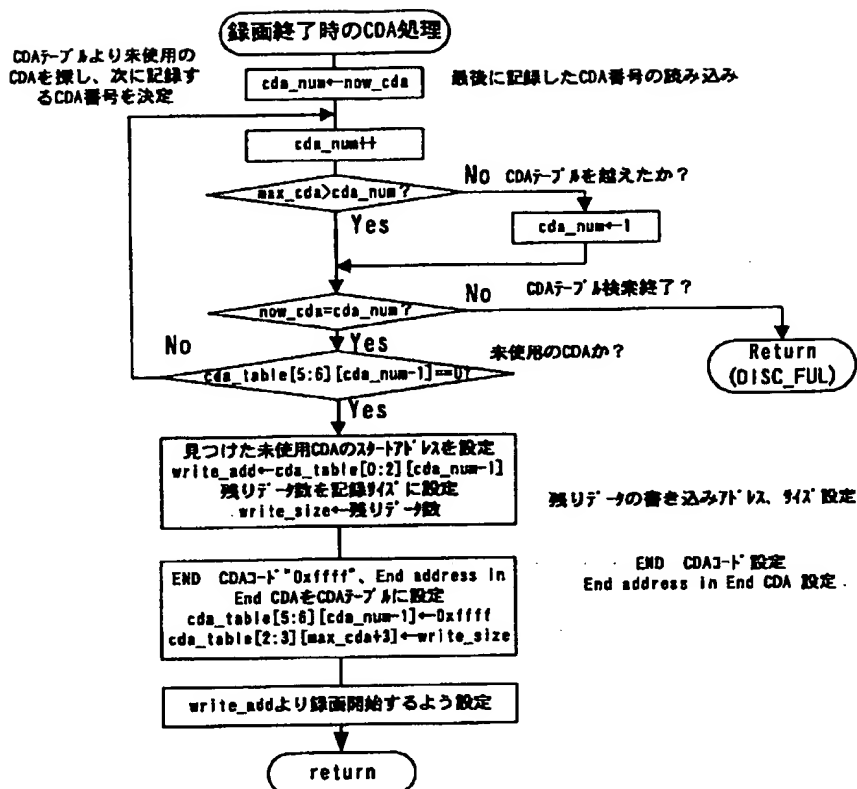 録画終了時のCDA処理
CDAテーブルより未使用の
CDAを探し、次に記録す
るCDA番号を決定
cda_num←now_cda
最後に記録したCDA番号の読み込み
cda_num++
max_cda>cda_num?
No
CDAテーブルを越えたか?
Yes
cda_num←1
now_cda=cda_num?
No
CDAテーブル検索終了?
Yes
No
未使用のCDAか?
cda_table[5:6][cda_num-1]==0?
Return
(DISC_FUL)
Yes
見つけた未使用CDAのスタートアドレスを設定
write_add←cda_table[0:2][cda_num-1]
残りデータ数を記録サイズに設定
write_size←残りデータ数
残りデータの書き込みアドレス、サイズ設定
END CDAコード"0xffff"、End address in
End CDAをCDAテーブルに設定
cda_table[5:6][cda_num-1]←0xffff
cda_table[2:3][max_cda+3]←write_size
END CDAコード設定
End address in End CDA 設定
write_addより録画開始するよう設定
return